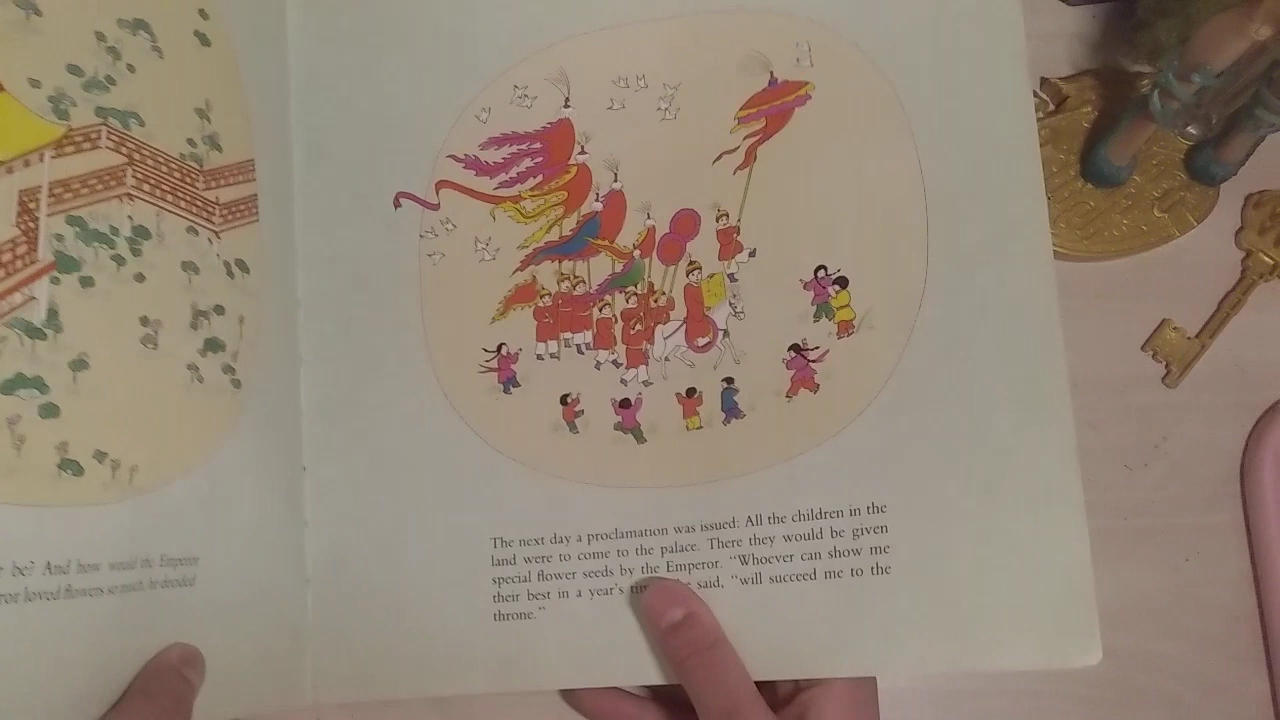 r be? And how would the Emperor
ror loved flowers so much, he decided
The next day a proclamation was issued: All the children in the
land were to come to the palace. There they would be given
special flower seeds by the Emperor. “Whoever can show me
their best in a year’s said, “will succeed me to the
throne.”